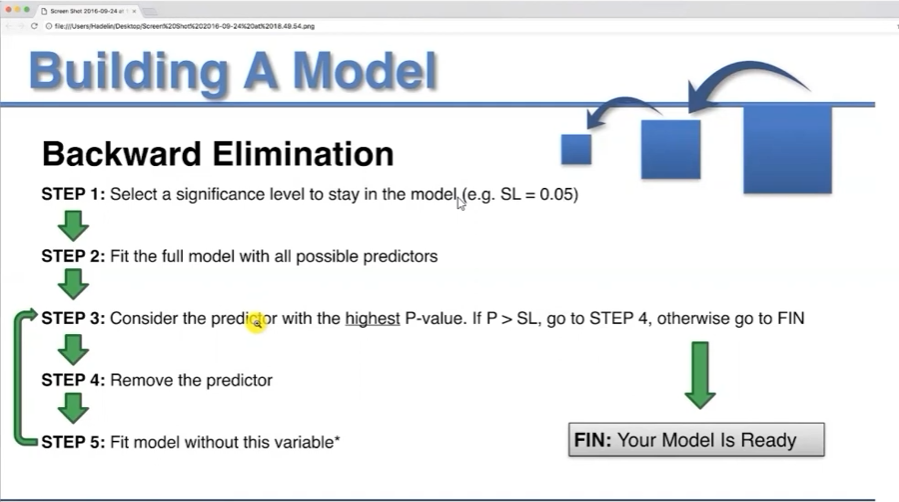 Screen Shot 2016-09-24 at 1
file:///Users/Hadelin/Desktop/Screen%20Shot%202016-09-24%20at%2018.49.54.png
Building A Model
Backward Elimination
STEP 1: Select a significance level to stay in the model (e.g. SL = 0.05)
STEP 2: Fit the full model with all possible predictors
STEP 3: Consider the predictor with the highest P-value. If P > SL, go to STEP 4, otherwise go to FIN
STEP 4: Remove the predictor
STEP 5: Fit model without this variable*
FIN: Your Model Is Ready